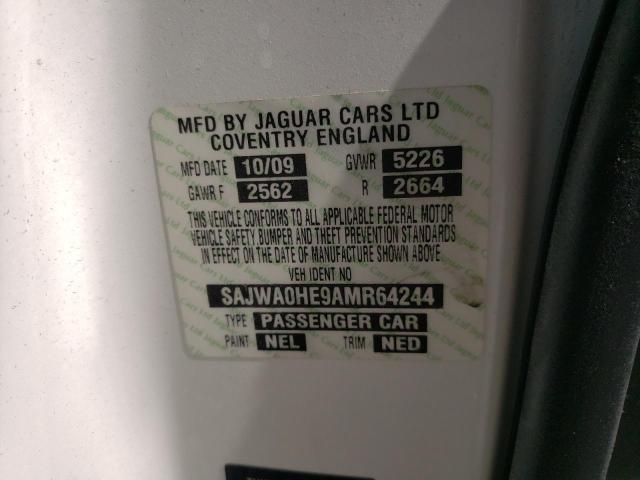 MFD BY JAGUAR CARS LTD
COVENTRY ENGLAND
MFD DATE 10/09 GVWR 5226
GAWR F 2562 R 2664
THIS VEHICLE CONFORMS TO ALL APPLICABLE FEDERAL MOTOR
VEHICLE SAFETY BUMPER AND THEFT PREVENTION STANDARDS
IN EFFECT ON THE DATE OF MANUFACTURE SHOWN ABOVE
VEH IDENT NO
SAJWA0HE9AMR64244
TYPE PASSENGER CAR
PAINT NEL TRIM NED